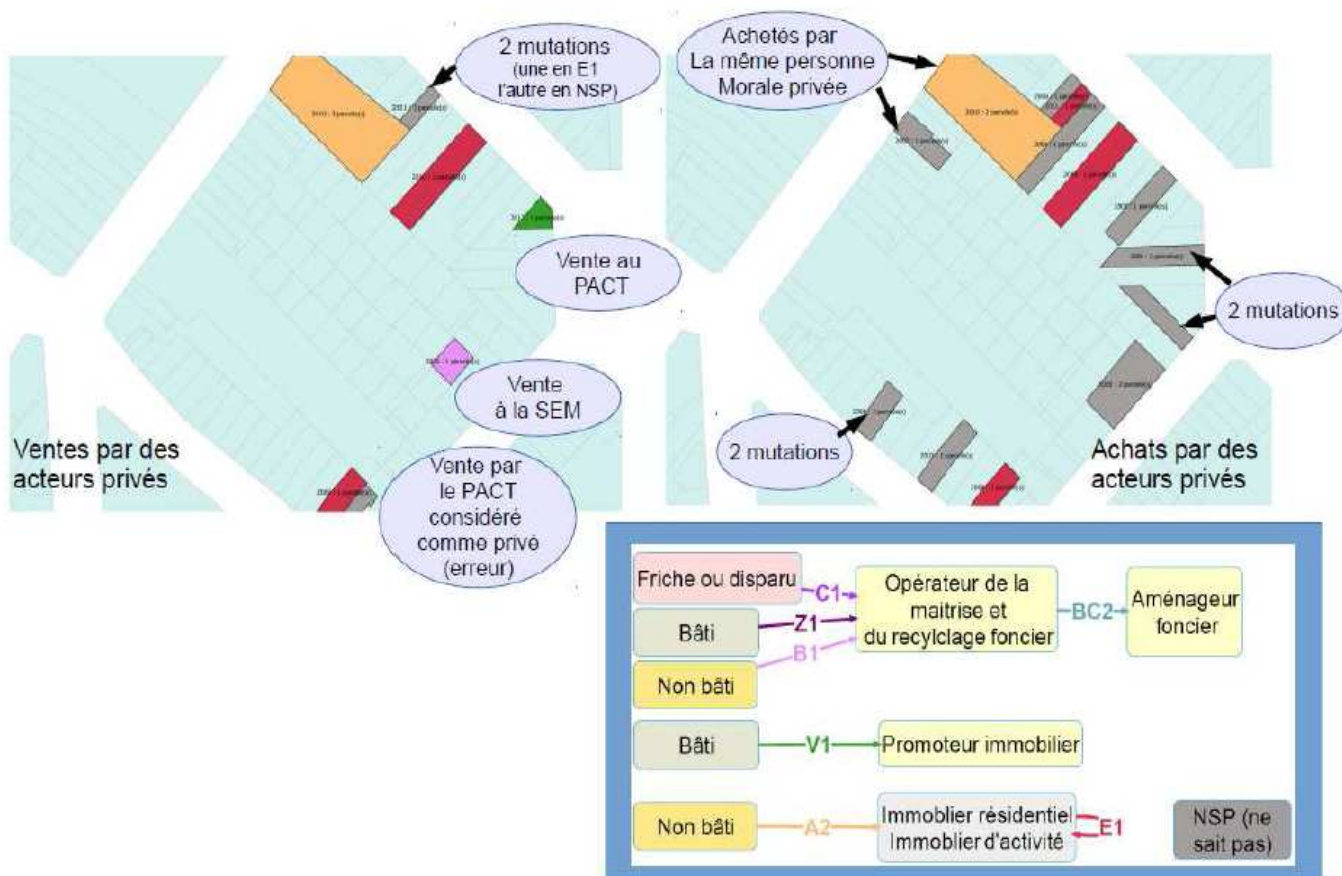 2 mutations
(une en E1
l'autre en NSP)
Achetés par
La même personne
Morale privée
Vente au
PACT
2 mutations
Vente
à la SEM
2 mutations
Ventes par des
acteurs privés
Vente par
le PACT
considéré
comme privé
(erreur)
Achats par des
acteurs privés
Friche ou disparu
C1
Bâti
Z1
B1
Non bâti
Opérateur de la
maitrise et
du recylclage foncier
BC2
Aménageur
foncier
Bâti
V1
Promoteur immobilier
Non bâti
A2
Immobilier résidentiel
Immobilier d'activité
E1
NSP (ne
sait pas)